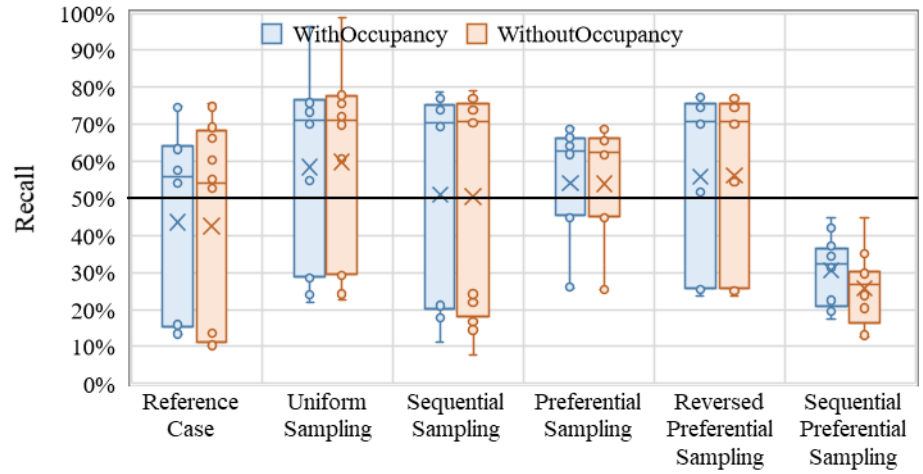 100%
90%
80%
70%
60%
50%
40%
30%
20%
10%
0%
Recall
WithOccupancy WithoutOccupancy
Reference
Case
Uniform
Sampling
Sequential
Sampling
Preferential
Sampling
Reversed
Preferential
Sampling
Sequential
Preferential
Sampling